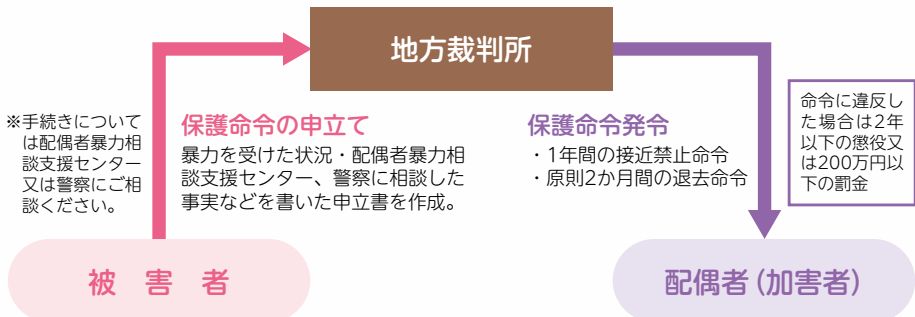 地方裁判所
※手続きについて
は配偶者暴力相
談支援センター
又は警察にご相
談ください。
保護命令の申立て
暴力を受けた状況・配偶者暴力相
談支援センター、警察に相談した
事実などを書いた申立書を作成。
保護命令発令
・1年間の接近禁止命令
・原則2か月間の退去命令
命令に違反し
た場合は2年
以下の懲役又
は200万円以
下の罰金
被害者
配偶者(加害者)